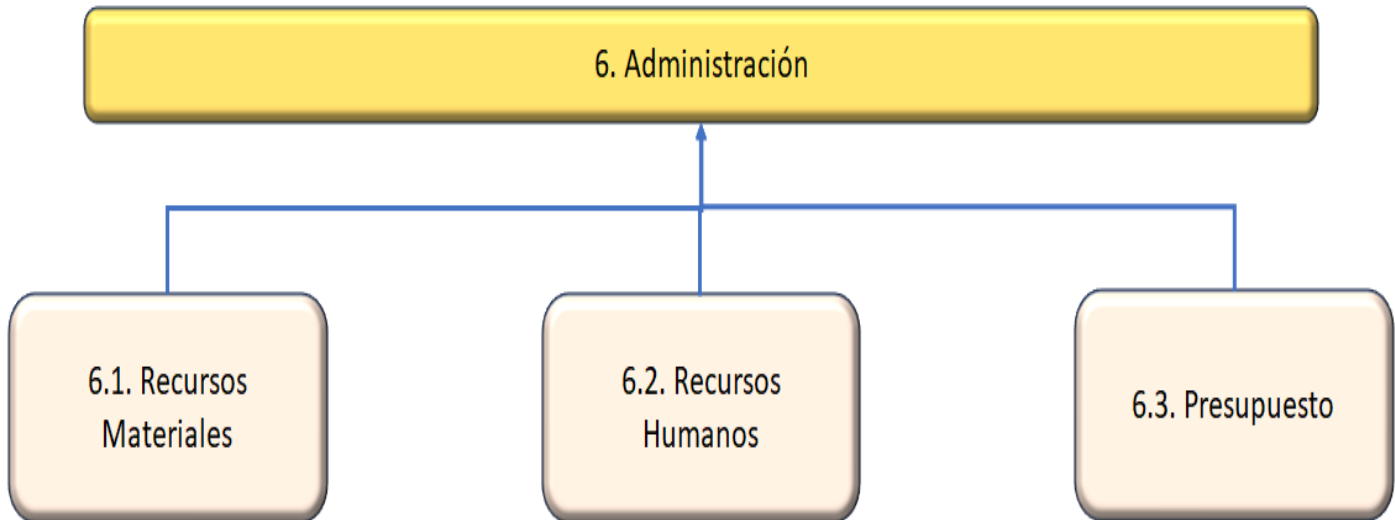 6. Administración
6.1. Recursos
Materiales
6.2. Recursos
Humanos
6.3. Presupuesto